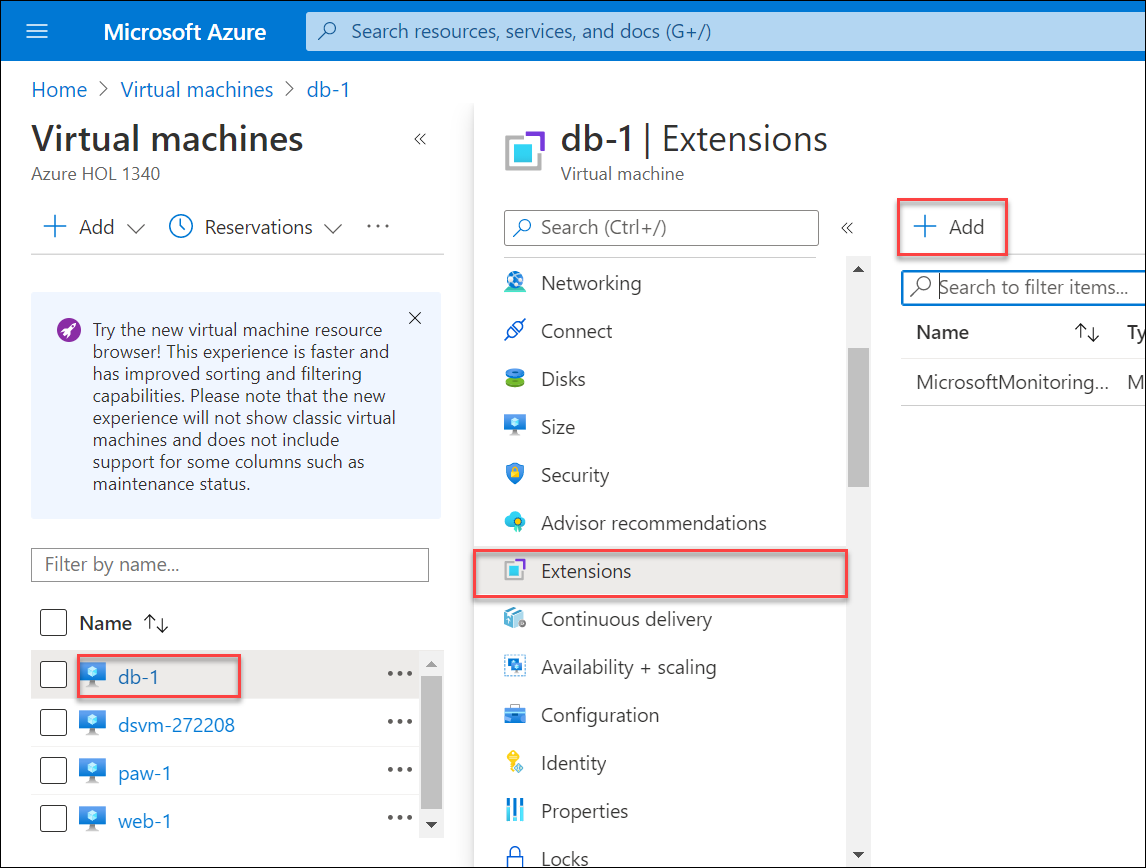 Microsoft Azure
Search resources, services, and docs (G+/)
Home > Virtual machines > db-1
Virtual machines
«
Azure HOL 1340
Add
Reservations
...
Try the new virtual machine resource
browser! This experience is faster and
has improved sorting and filtering
capabilities. Please note that the new
experience will not show classic virtual
machines and does not include
support for some columns such as
maintenance status.
Filter by name...
Name
db-1
dsvm-272208
paw-1
web-1
db-1 | Extensions
Virtual machine
Search (Ctrl+/)
«
Networking
Connect
Disks
Size
Security
Advisor recommendations
Extensions
Continuous delivery
Availability + scaling
Configuration
Identity
Properties
Locks
Add
Search to filter items...
Name Ty
MicrosoftMonitoring... M